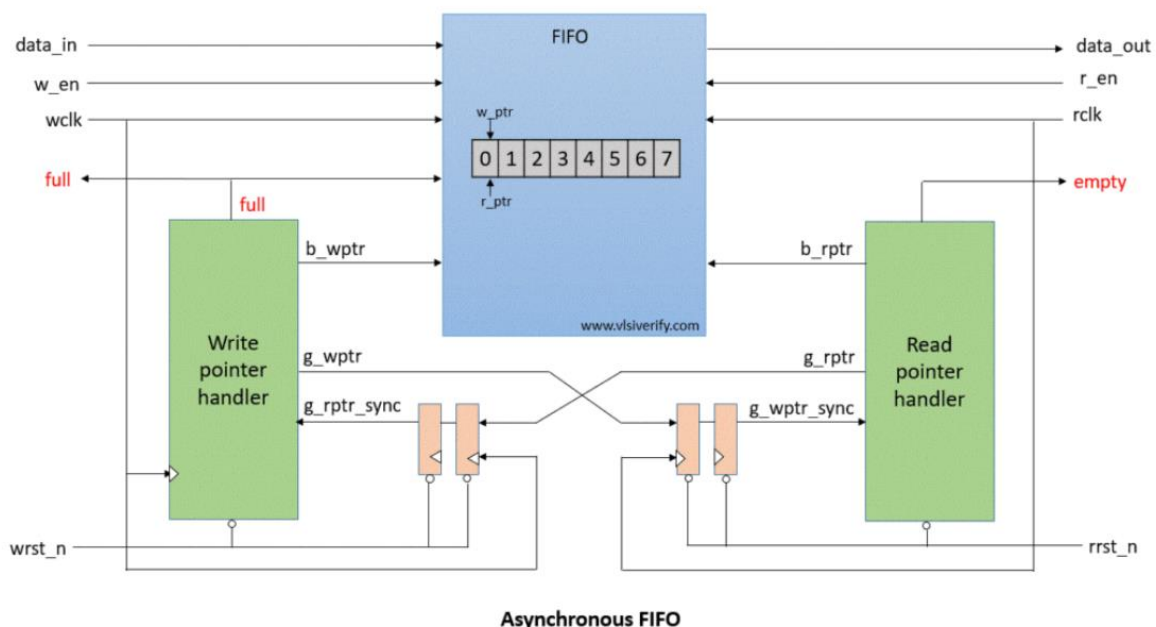 FIFO
data_in
data_out
w_en
r_en
wclk
rclk
w_ptr
0 1 2 3 4 5 6 7
r_ptr
full
empty
full
b_wptr
b_rptr
www.vlsiverify.com
Write
pointer
handler
g_wptr
g_rptr
Read
pointer
handler
g_rptr_sync
g_wptr_sync
wrst_n
rrst_n
Asynchronous FIFO